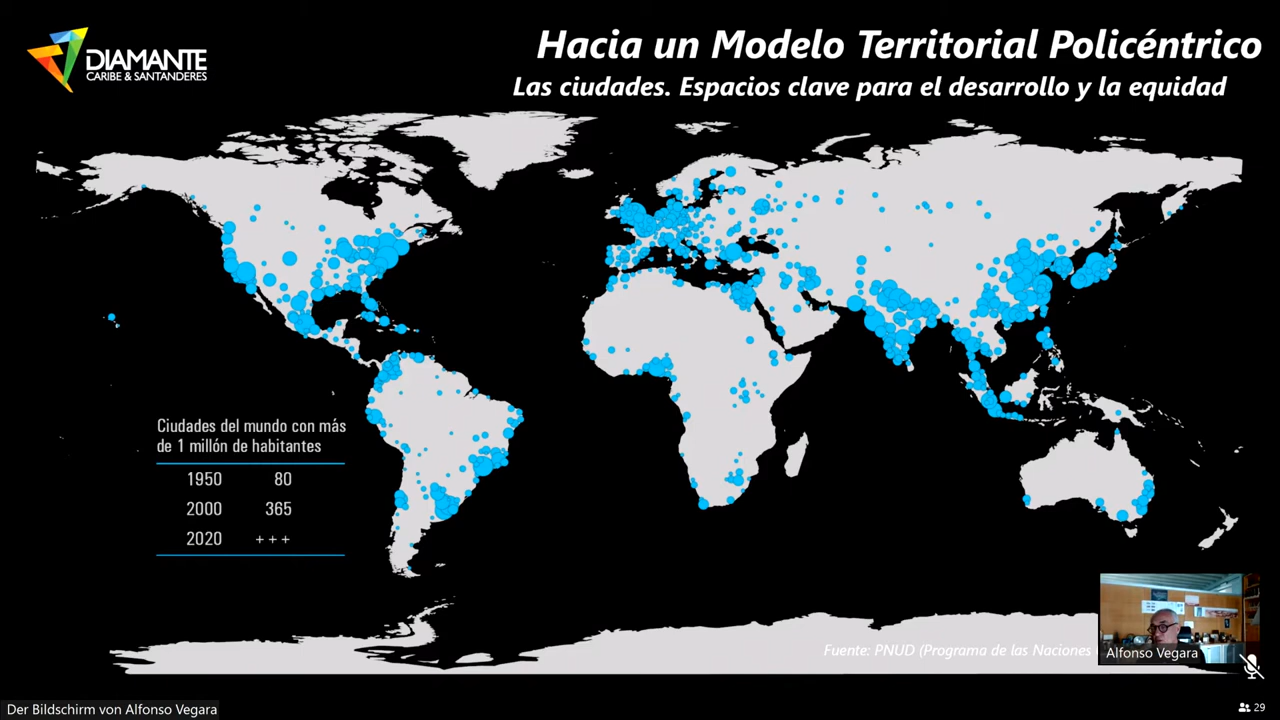 DIAMANTE
CARIBE & SANTANDERES
Hacia un Modelo Territorial Policéntrico
Las ciudades. Espacios clave para el desarrollo y la equidad
Ciudades del mundo con más
de 1 millón de habitantes
1950 80
2000 365
2020 +++
Fuente: PNUD (Programa de las Naciones
Alfonso Vegara
Der Bildschirm von Alfonso Vegara
29